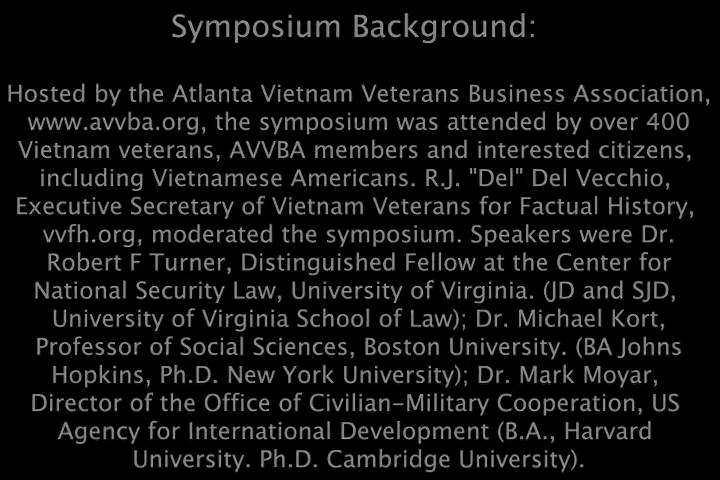 Symposium Background:
Hosted by the Atlanta Vietnam Veterans Business Association,
www.avvba.org, the symposium was attended by over 400
Vietnam veterans, AVVBA members and interested citizens,
including Vietnamese Americans. R.J. "Del" Del Vecchio,
Executive Secretary of Vietnam Veterans for Factual History,
vvfh.org, moderated the symposium. Speakers were Dr.
Robert F Turner, Distinguished Fellow at the Center for
National Security Law, University of Virginia. (JD and SJD,
University of Virginia School of Law); Dr. Michael Kort,
Professor of Social Sciences, Boston University. (BA Johns
Hopkins, Ph.D. New York University); Dr. Mark Moyar,
Director of the Office of Civilian-Military Cooperation, US
Agency for International Development (B.A., Harvard
University. Ph.D. Cambridge University).